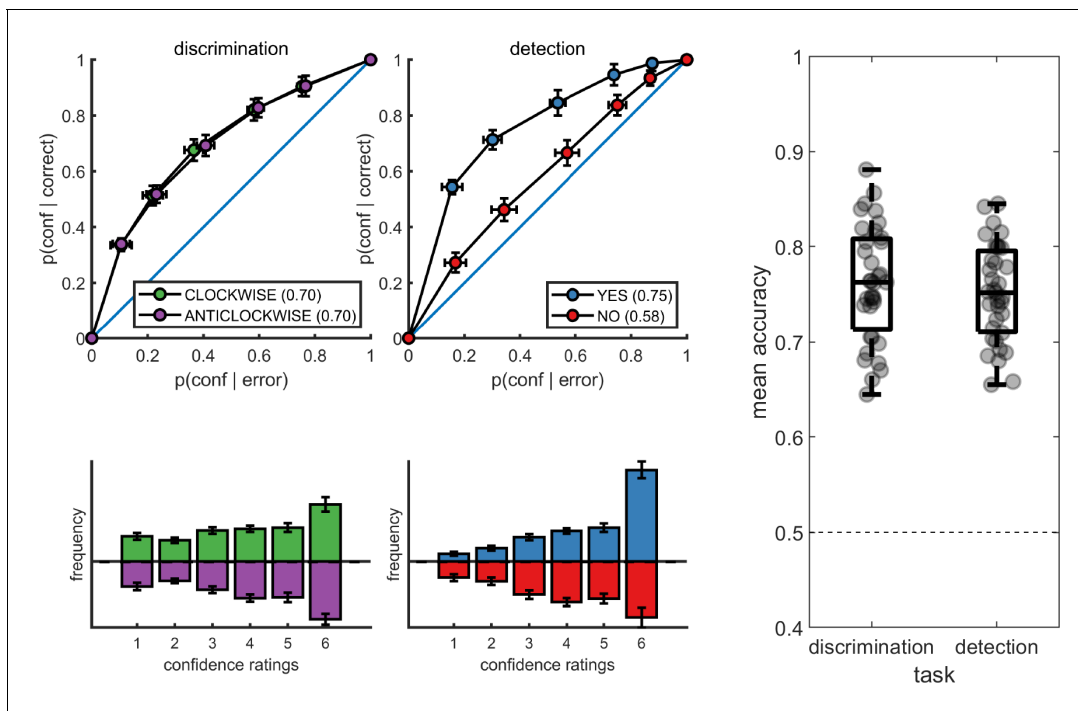 discrimination
p(conf | correct)
1
0.8
0.6
0.4
0.2
0
0 0.2 0.4 0.6 0.8 1
p(conf | error)
CLOCKWISE (0.70)
ANTICLOCKWISE (0.70)
detection
p(conf | correct)
1
0.8
0.6
0.4
0.2
0
0 0.2 0.4 0.6 0.8 1
p(conf | error)
YES (0.75)
NO (0.58)
frequency
1 2 3 4 5 6
confidence ratings
frequency
1 2 3 4 5 6
confidence ratings
mean accuracy
1
0.9
0.8
0.7
0.6
0.5
0.4
discrimination detection
task